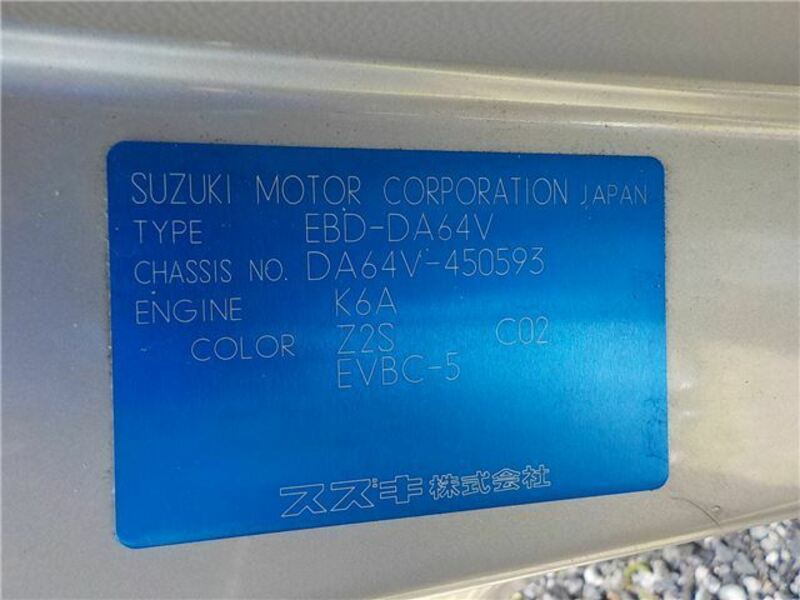 SUZUKI MOTOR CORPORATION JAPAN
TYPE EBD-DA64V
CHASSIS NO. DA64V-450593
ENGINE K6A
COLOR Z2S C02
EVBC-5
スズキ株式会社